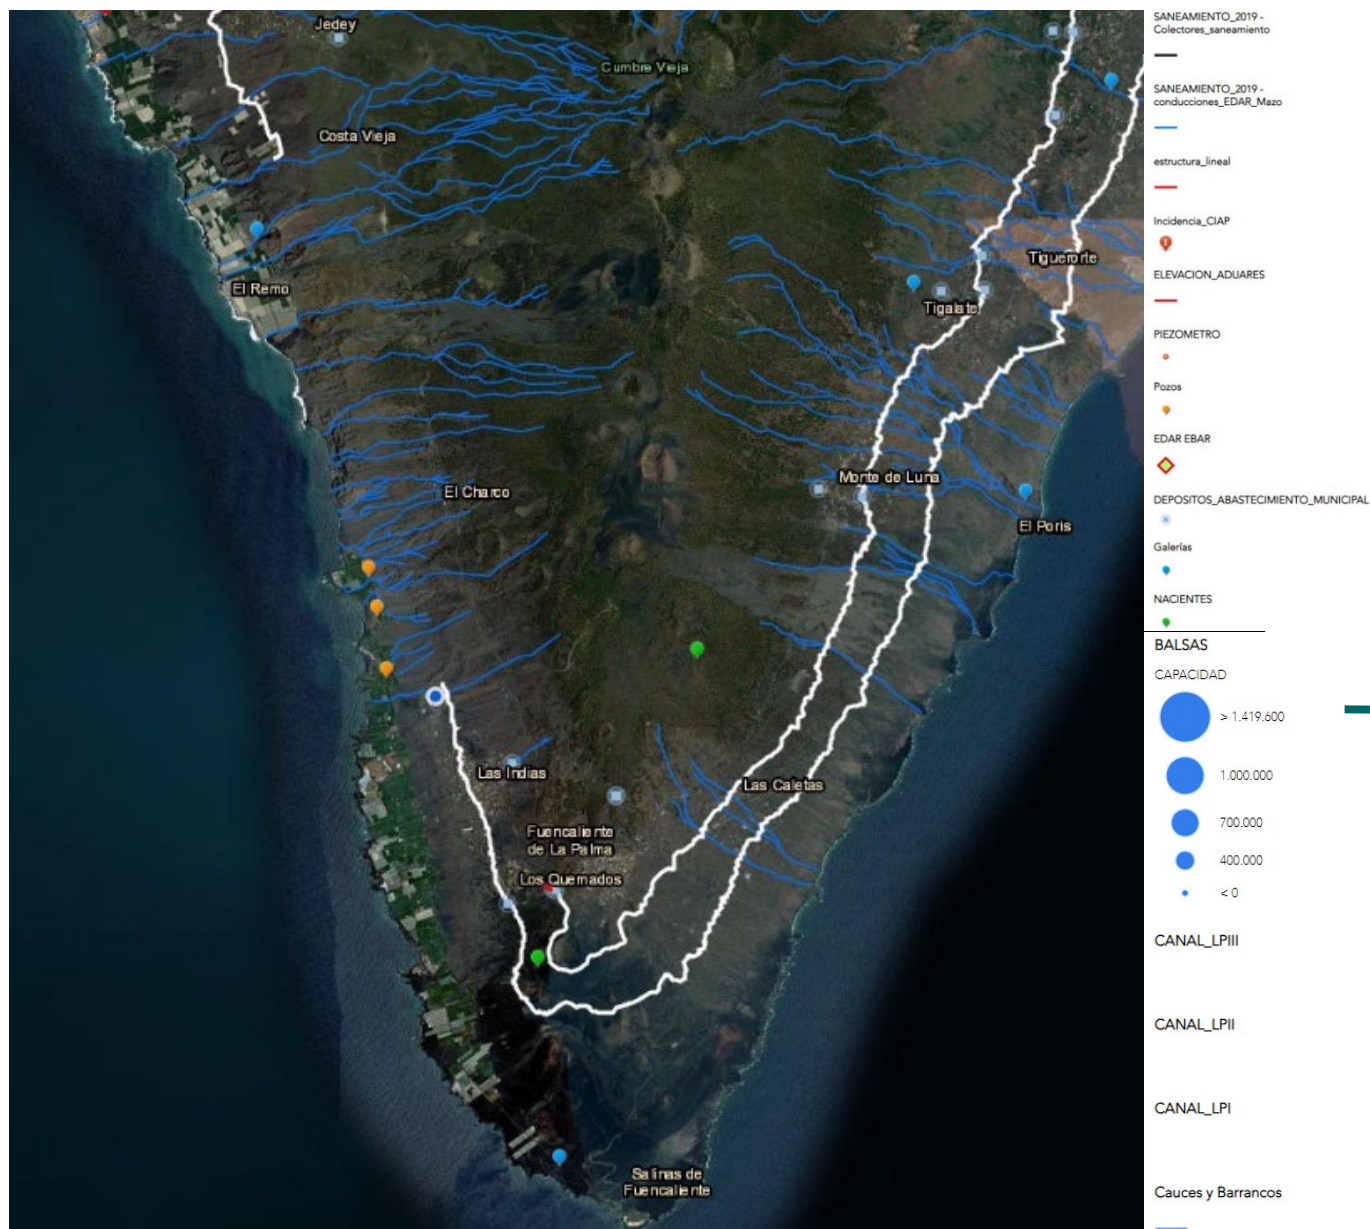 Jedey
Cumbre Vieja
Costa Vieja
Tiguerorte
El Remo
Tigalate
Monte de Luna
El Charco
El Poris
Las Indias
Las Caletas
Fuencaliente
de La Palma
Los Quemados
Salinas de
Fuencaliente
SANEAMIENTO_2019 -
Colectores_saneamiento
SANEAMIENTO_2019 -
conducciones_EDAR_Mazo
estructura_lineal
Incidencia_CIAP
ELEVACION_ADUARES
PIEZOMETRO
Pozos
EDAR EBAR
DEPOSITOS_ABASTECIMIENTO_MUNICIPAL
Galerías
NACIENTES
BALSAS
CAPACIDAD
> 1.419.600
1.000.000
700.000
400.000
< 0
CANAL_LPIII
CANAL_LPII
CANAL_LPI
Cauces y Barrancos